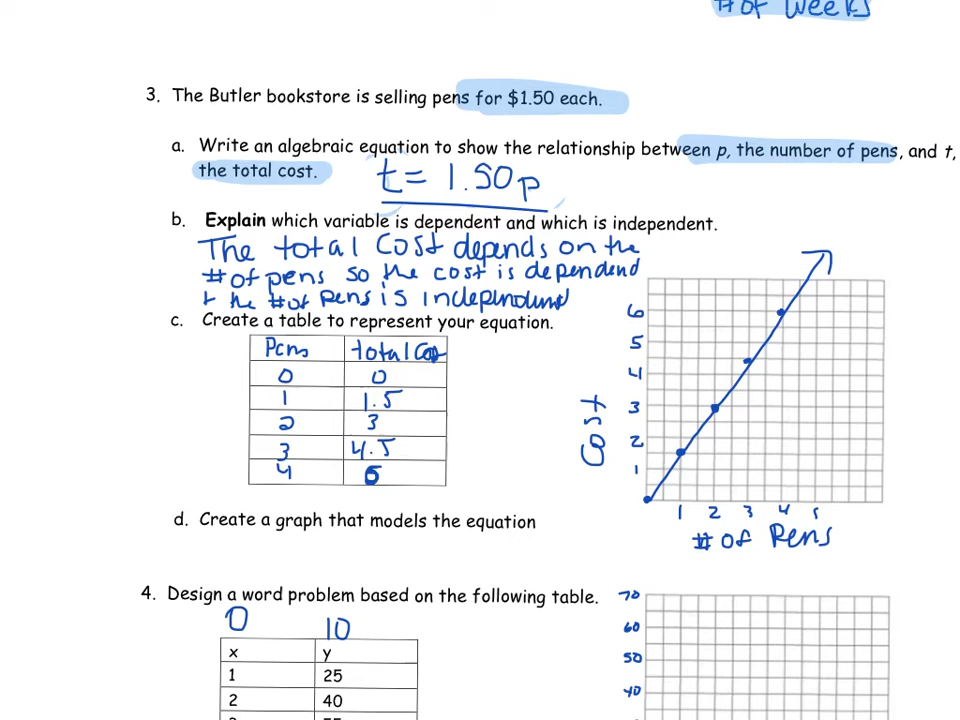 # of weeks
3. The Butler bookstore is selling pens for $1.50 each.
a. Write an algebraic equation to show the relationship between p, the number of pens, and t,
the total cost.
t = 1.50p
b. Explain which variable is dependent and which is independent.
The total cost depends on the
# of pens so the cost is dependend
+ the # of pens is independend
c. Create a table to represent your equation.
Pens total Cost
0 0
1 1.5
2 3
3 4.5
4 6
6
5
4
3
2
1
Cost
1 2 3 4 5
# of Pens
d. Create a graph that models the equation
4. Design a word problem based on the following table.
0 10
x y
1 25
2 40
70
60
50
40